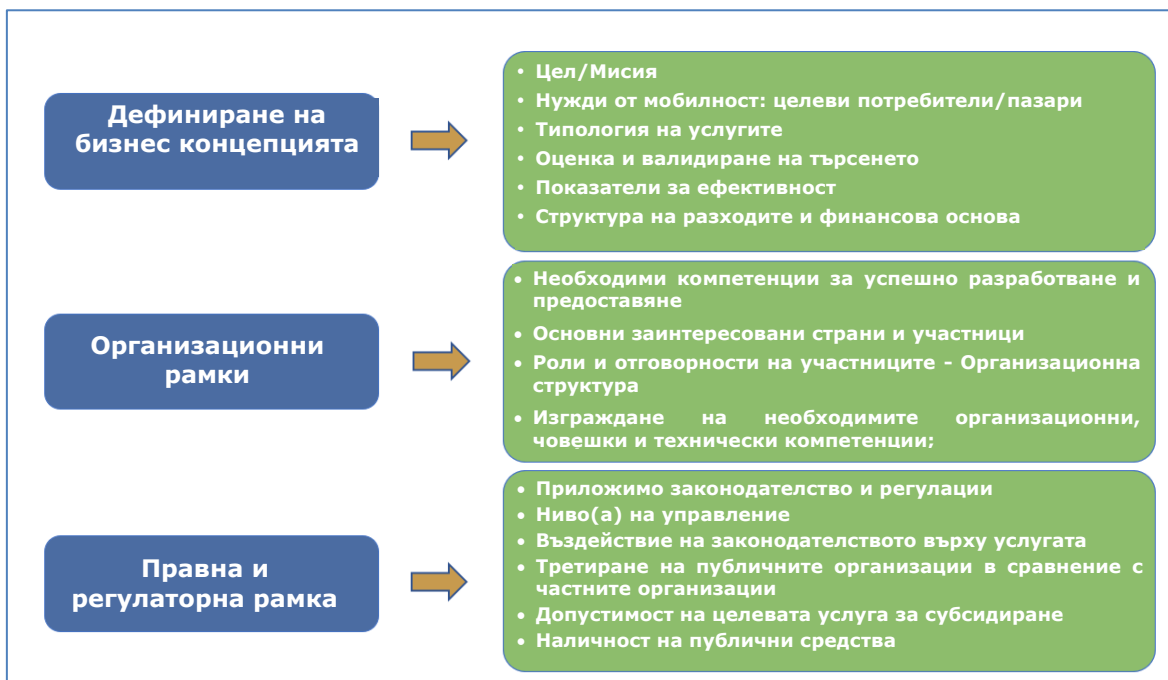 Дефиниране на
бизнес концепцията
• Цел/Мисия
• Нужди от мобилност: целеви потребители/пазари
• Типология на услугите
• Оценка и валидиране на търсенето
• Показатели за ефективност
• Структура на разходите и финансова основа
Организационни
рамки
• Необходими компетенции за успешно разработване и
предоставяне
• Основни заинтересовани страни и участници
• Роли и отговорности на участниците - Организационна
структура
• Изграждане на необходимите организационни,
човешки и технически компетенции;
Правна и
регулаторна рамка
• Приложимо законодателство и регулации
• Ниво(а) на управление
• Въздействие на законодателството върху услугата
• Третиране на публичните организации в сравнение с
частните организации
• Допустимост на целевата услуга за субсидиране
• Наличност на публични средства